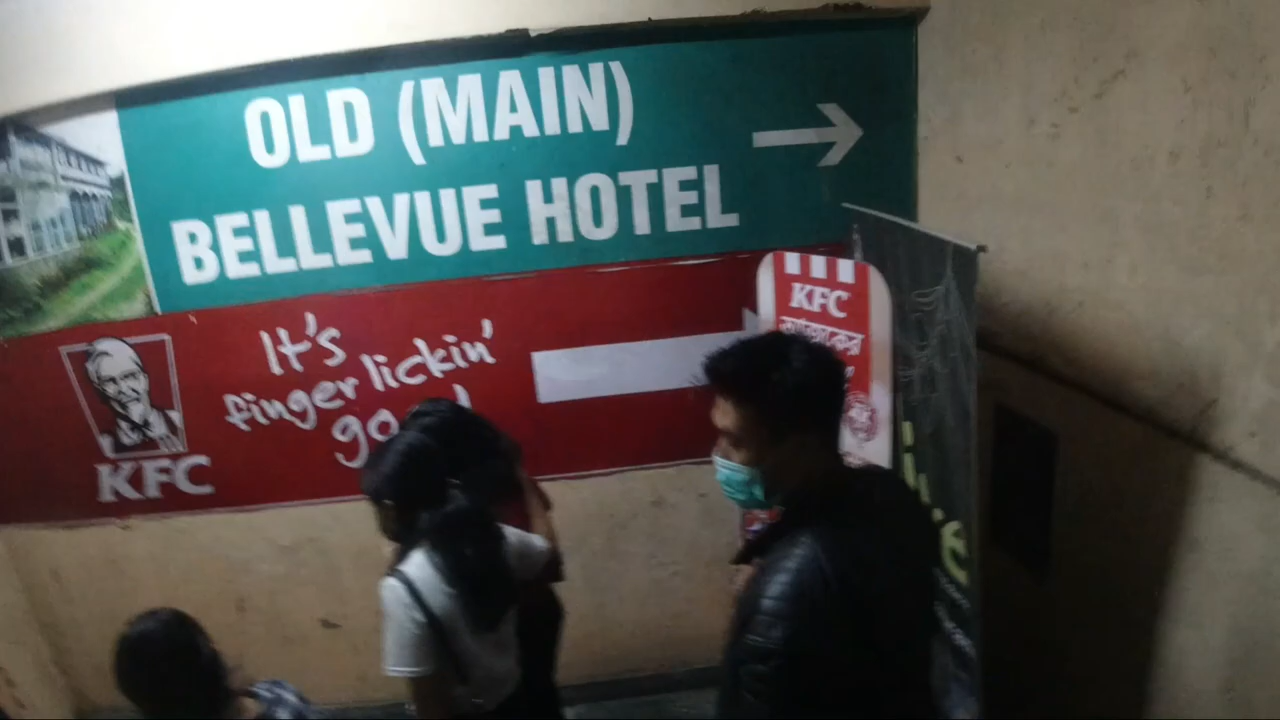 OLD (MAIN)
BELLEVUE HOTEL
It's
finger lickin'
KFC
KFC